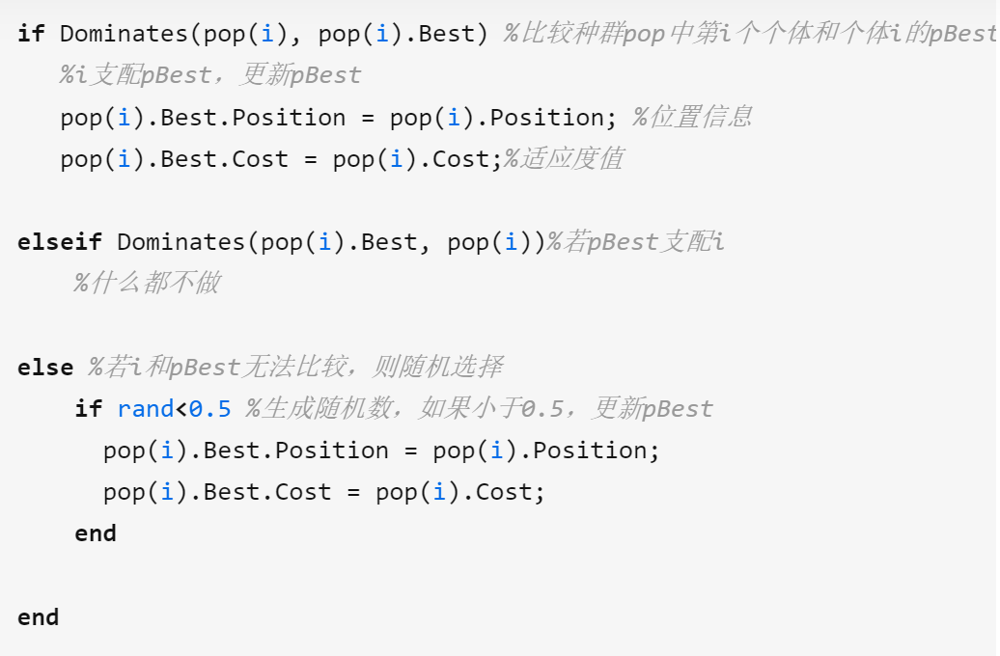 if Dominates(pop(i), pop(i).Best) %比较种群pop中第i个个体和个体i的pBest
%i支配pBest，更新pBest
pop(i).Best.Position = pop(i).Position; %位置信息
pop(i).Best.Cost = pop(i).Cost;%适应度值
elseif Dominates(pop(i).Best, pop(i))%若pBest支配i
%什么都不做
else %若i和pBest无法比较，则随机选择
if rand<0.5 %生成随机数，如果小于0.5，更新pBest
pop(i).Best.Position = pop(i).Position;
pop(i).Best.Cost = pop(i).Cost;
end
end